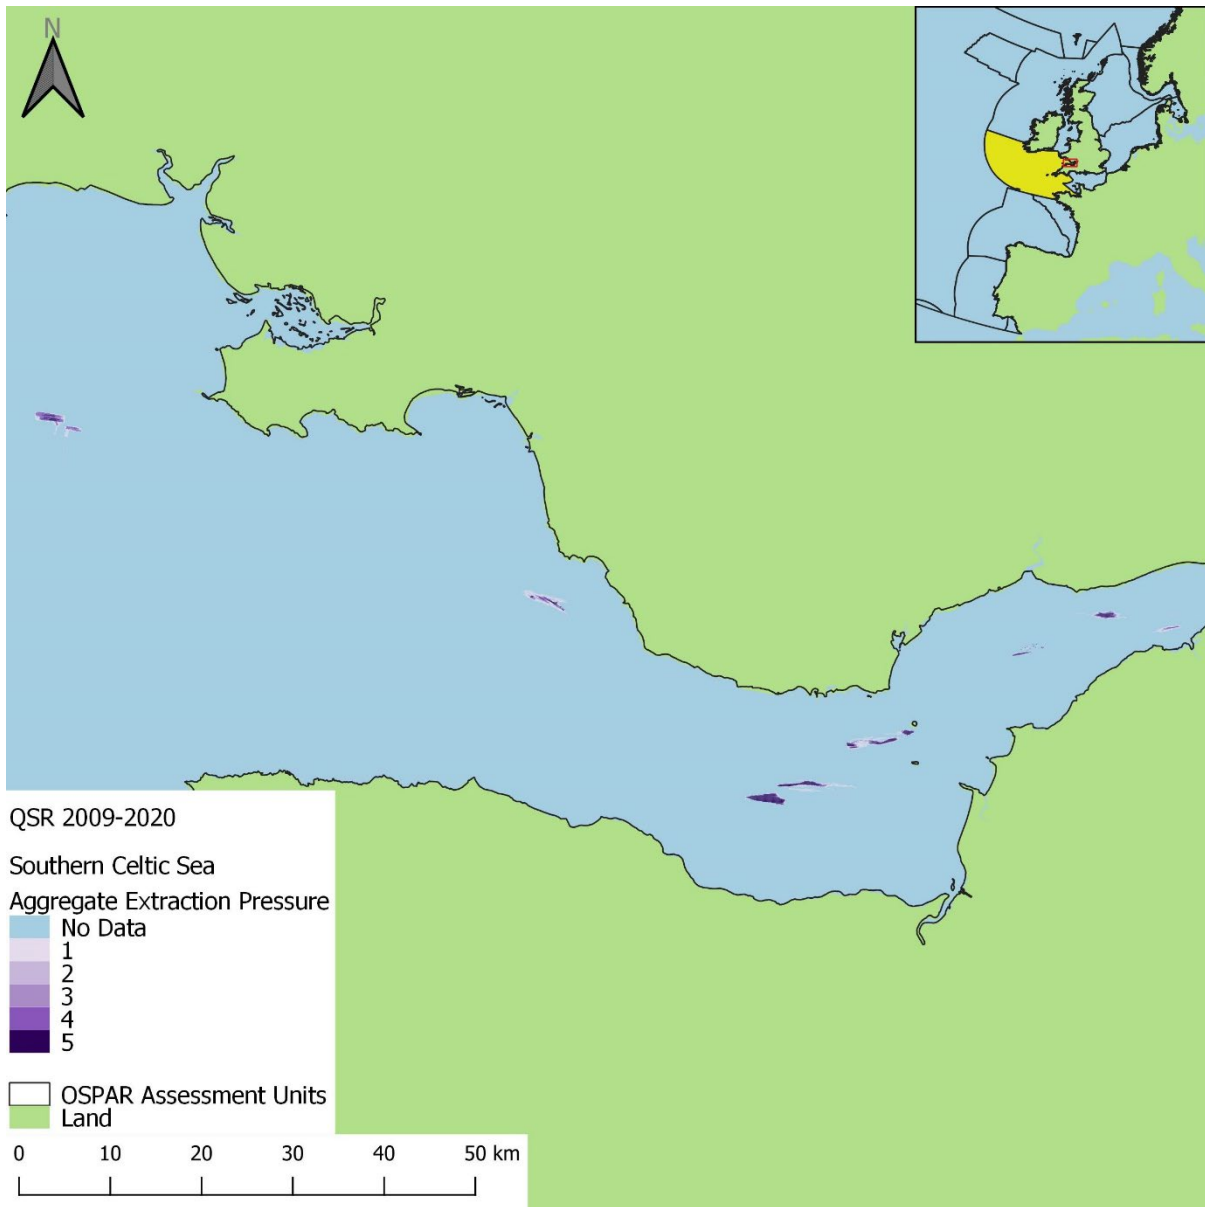 N
QSR 2009-2020
Southern Celtic Sea
Aggregate Extraction Pressure
No Data
1
2
3
4
5
OSPAR Assessment Units
Land
0 10 20 30 40 50 km